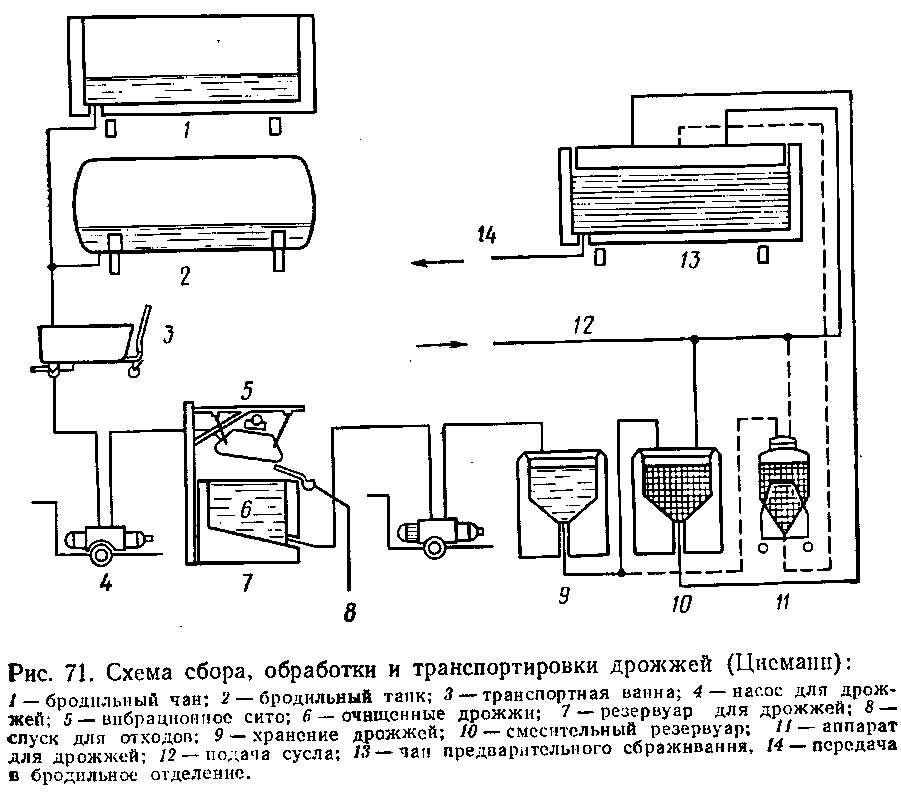 1
2
3
14
13
12
5
6
4
7
8
9
10
11
Рис. 71. Схема сбора, обработки и транспортировки дрожжей (Цисманн):
1 — бродильный чан; 2 — бродильный танк; 3 — транспортная ванна; 4 — насос для дрож-
жей; 5 — вибрационное сито; 6 — очищенные дрожжи; 7 — резервуар для дрожжей; 8 —
спуск для отходов; 9 — хранение дрожжей; 10 — смесительный резервуар; 11 — аппарат
для дрожжей; 12 — подача сусла; 13 — чан предварительного сбраживания, 14 — передача
в бродильное отделение.